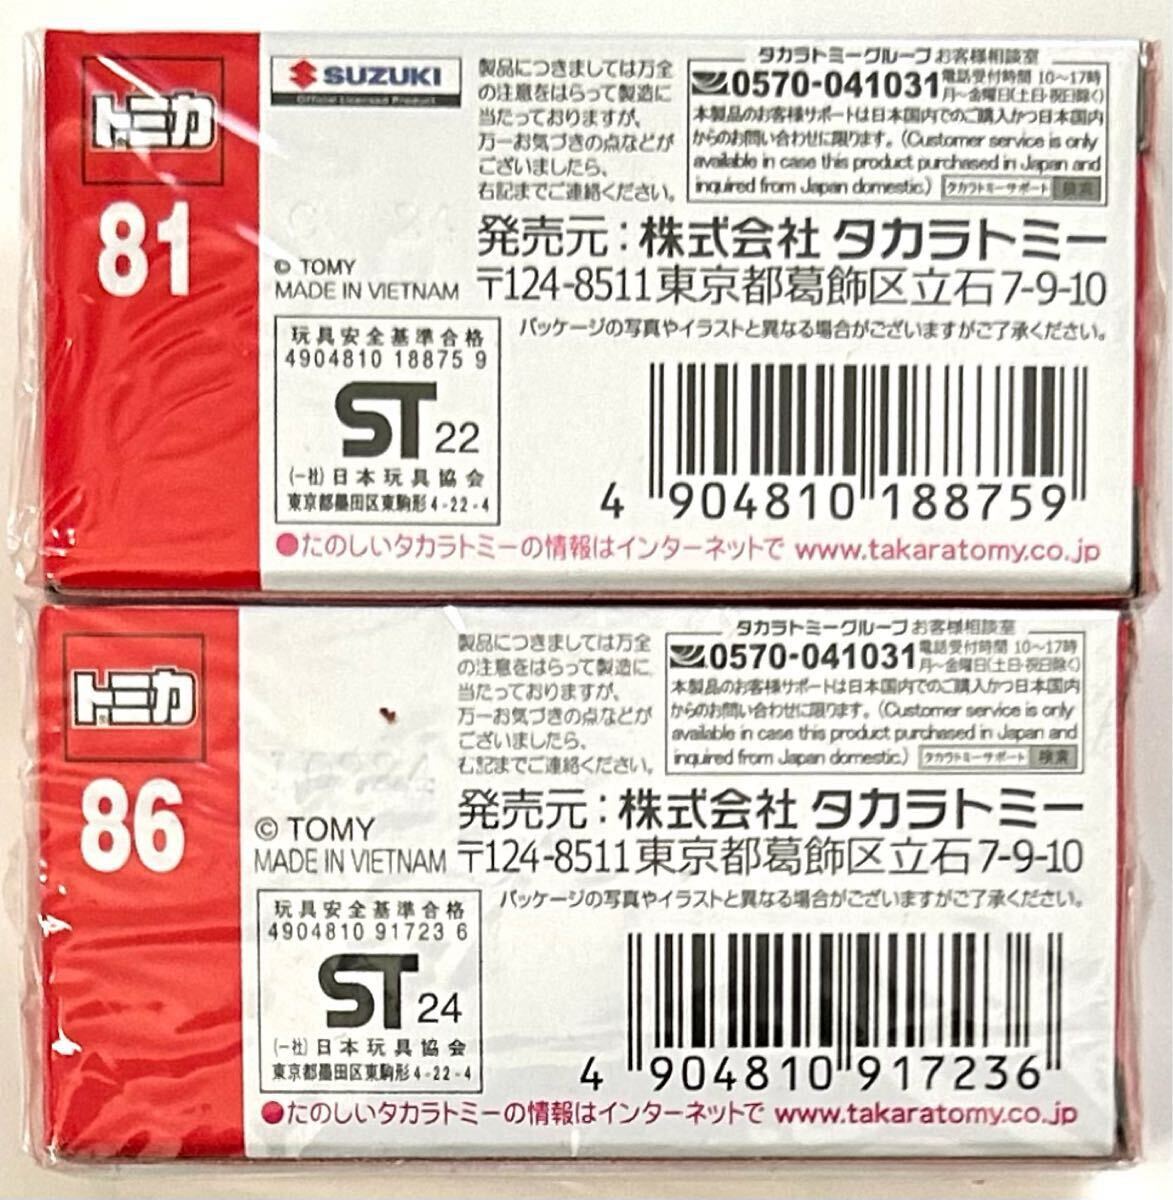 トミカ
81
SUZUKI
Official Licensed Product
© TOMY
MADE IN VIETNAM
製品につきましては万全
の注意をはらって製造に
当たっておりますが、
万一お気づきの点などが
ございましたら、
右記までご連絡ください。
タカラトミーグループ お客様相談室
0570-041031 電話受付時間 10〜17時
月〜金曜日(土日・祝日除く)
本製品のお客様サポートは日本国内でのご購入かつ日本国内
からのお問い合わせに限ります。(Customer service is only
available in case this product purchased in Japan and
inquired from Japan domestic.) タカラトミーサポート 検索
発売元：株式会社 タカラトミー
〒124-8511 東京都葛飾区立石7-9-10
パッケージの写真やイラストと異なる場合がございますがご了承ください。
玩具安全基準合格
4904810 18875 9
ST 22
(一社)日本玩具協会
東京都墨田区東駒形4-22-4
4 904810 188759
●たのしいタカラトミーの情報はインターネットで www.takaratomy.co.jp
トミカ
86
© TOMY
MADE IN VIETNAM
製品につきましては万全
の注意をはらって製造に
当たっておりますが、
万一お気づきの点などが
ございましたら、
右記までご連絡ください。
タカラトミーグループ お客様相談室
0570-041031 電話受付時間 10〜17時
月〜金曜日(土日・祝日除く)
本製品のお客様サポートは日本国内でのご購入かつ日本国内
からのお問い合わせに限ります。(Customer service is only
available in case this product purchased in Japan and
inquired from Japan domestic.) タカラトミーサポート 検索
発売元：株式会社 タカラトミー
〒124-8511 東京都葛飾区立石7-9-10
パッケージの写真やイラストと異なる場合がございますがご了承ください。
玩具安全基準合格
4904810 91723 6
ST 24
(一社)日本玩具協会
東京都墨田区東駒形4-22-4
4 904810 917236
●たのしいタカラトミーの情報はインターネットで www.takaratomy.co.jp